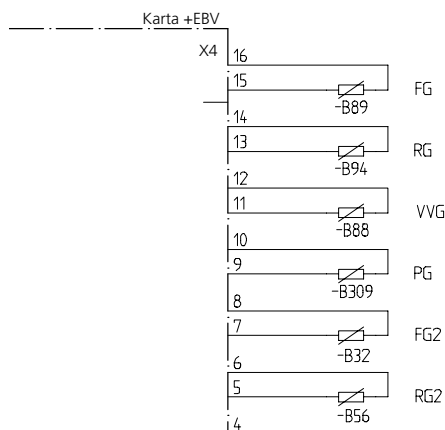 Karta +EBV
X4
16
15
-B89
FG
14
13
-B94
RG
12
11
-B88
VVG
10
9
-B309
PG
8
7
-B32
FG2
6
5
-B56
RG2
4